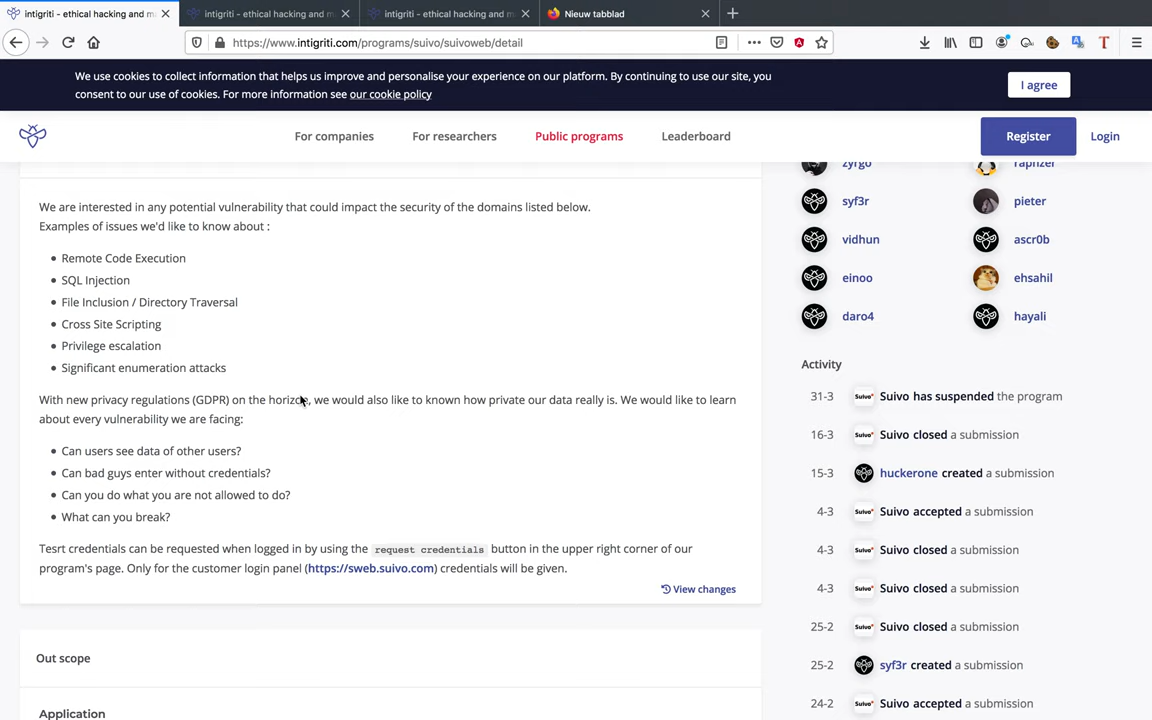 intigriti - ethical hacking and m
intigriti - ethical hacking and m
intigriti - ethical hacking and m
Nieuw tabblad
https://www.intigriti.com/programs/suivo/suivoweb/detail
We use cookies to collect information that helps us improve and personalise your experience on our platform. By continuing to use our site, you
consent to our use of cookies. For more information see our cookie policy
I agree
For companies
For researchers
Public programs
Leaderboard
Register
Login
We are interested in any potential vulnerability that could impact the security of the domains listed below.
Examples of issues we'd like to know about :
Remote Code Execution
SQL Injection
File Inclusion / Directory Traversal
Cross Site Scripting
Privilege escalation
Significant enumeration attacks
With new privacy regulations (GDPR) on the horizon, we would also like to known how private our data really is. We would like to learn
about every vulnerability we are facing:
Can users see data of other users?
Can bad guys enter without credentials?
Can you do what you are not allowed to do?
What can you break?
Tesrt credentials can be requested when logged in by using the request credentials button in the upper right corner of our
program's page. Only for the customer login panel (https://sweb.suivo.com) credentials will be given.
View changes
Out scope
Application
zyrgo
raphzer
syf3r
pieter
vidhun
ascr0b
einoo
ehsahil
daro4
hayali
Activity
31-3 Suivo Suivo has suspended the program
16-3 Suivo Suivo closed a submission
15-3 huckerone created a submission
4-3 Suivo Suivo accepted a submission
4-3 Suivo Suivo closed a submission
4-3 Suivo Suivo closed a submission
25-2 Suivo Suivo closed a submission
25-2 syf3r created a submission
24-2 Suivo Suivo accepted a submission